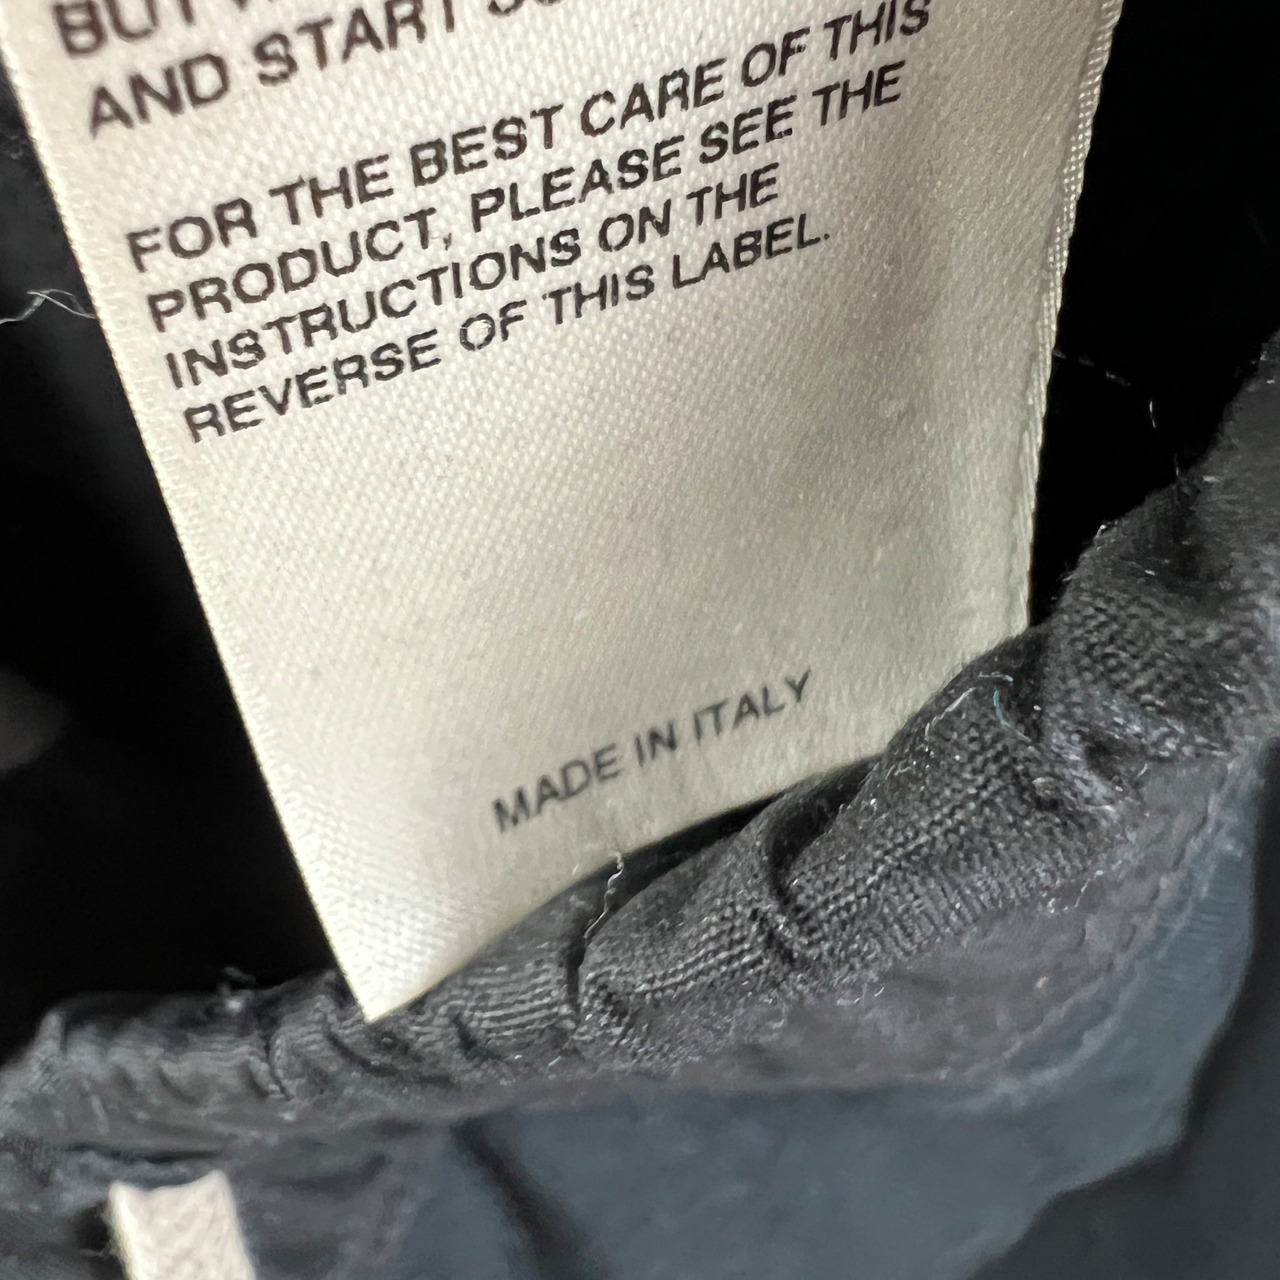 AND START
FOR THE BEST CARE OF THIS
PRODUCT, PLEASE SEE THE
INSTRUCTIONS ON THE
REVERSE OF THIS LABEL.
MADE IN ITALY